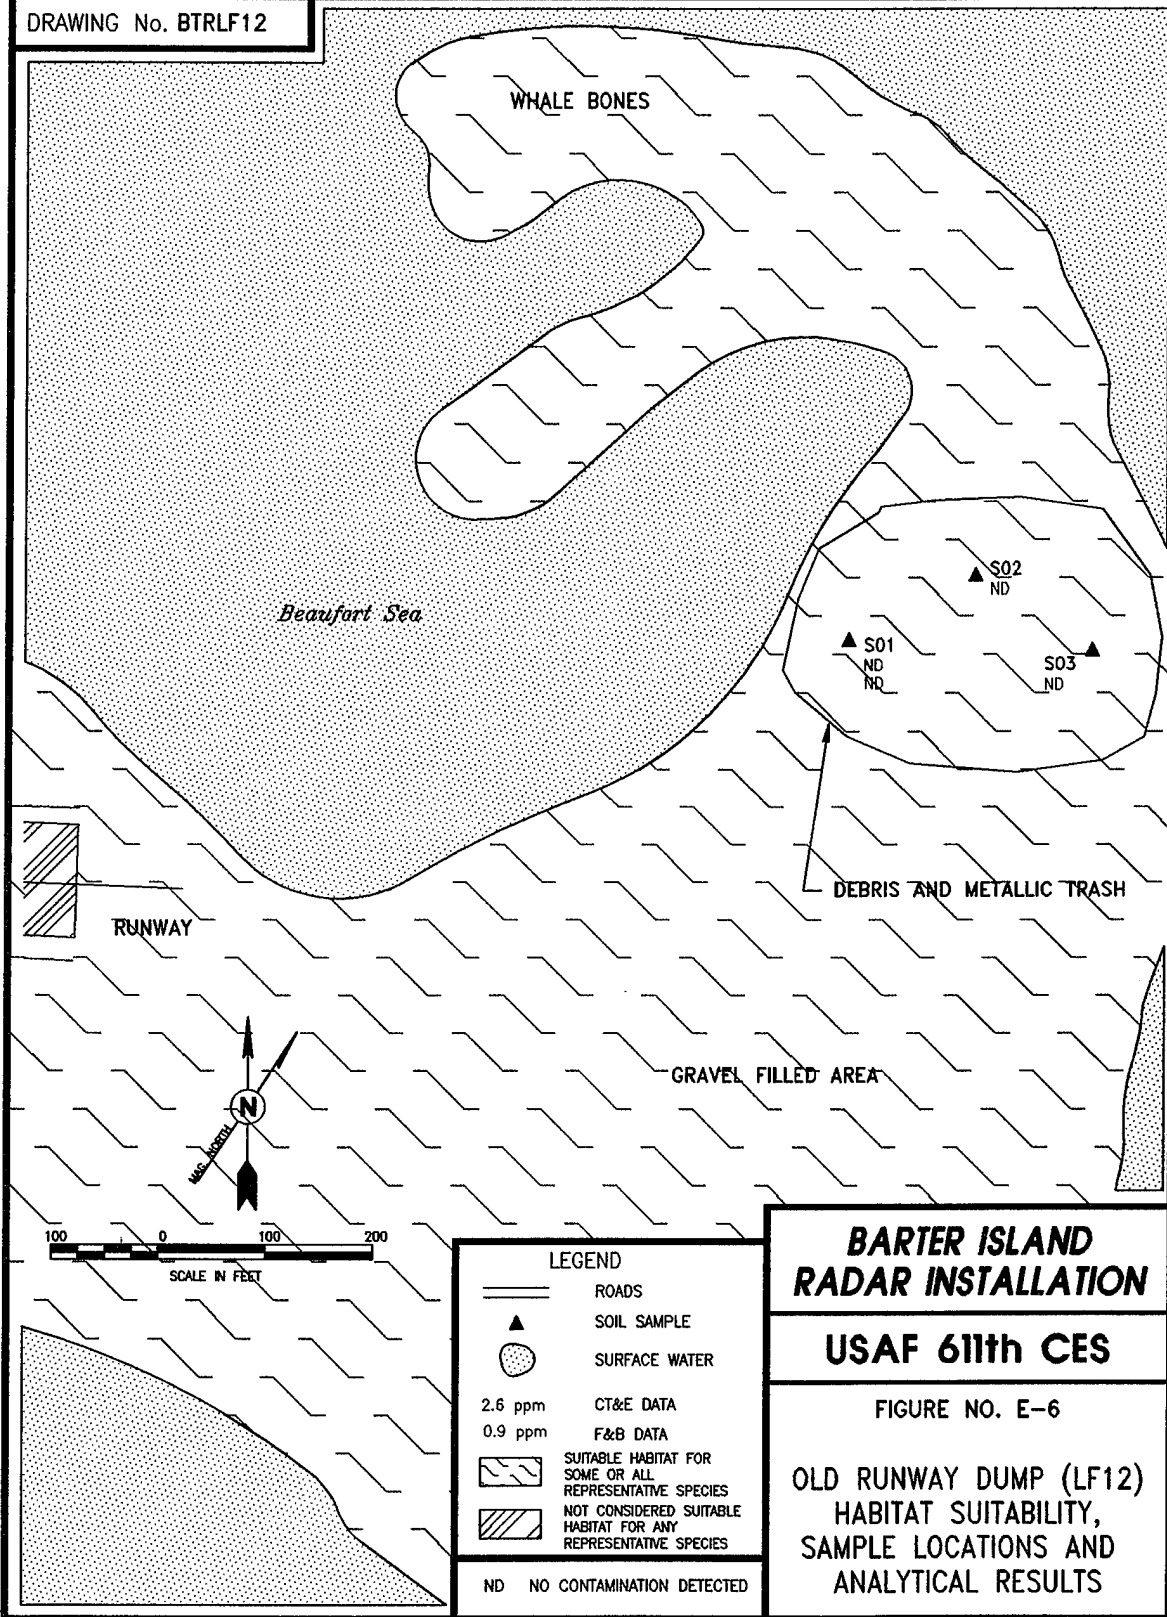 DRAWING No. BTRLF12
WHALE BONES
Beaufort Sea
S02
ND
S01
ND
ND
S03
ND
DEBRIS AND METALLIC TRASH
RUNWAY
GRAVEL FILLED AREA
N
MAG. NORTH
100 0 100 200
SCALE IN FEET
LEGEND
ROADS
SOIL SAMPLE
SURFACE WATER
2.6 ppm CT&E DATA
0.9 ppm F&B DATA
SUITABLE HABITAT FOR
SOME OR ALL
REPRESENTATIVE SPECIES
NOT CONSIDERED SUITABLE
HABITAT FOR ANY
REPRESENTATIVE SPECIES
ND NO CONTAMINATION DETECTED
BARTER ISLAND
RADAR INSTALLATION
USAF 611th CES
FIGURE NO. E-6
OLD RUNWAY DUMP (LF12)
HABITAT SUITABILITY,
SAMPLE LOCATIONS AND
ANALYTICAL RESULTS